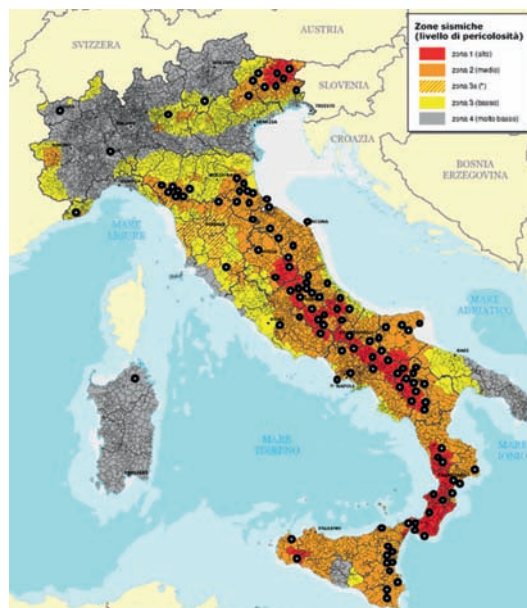 AUSTRIA
SVIZZERA
Zone sismiche
(livello di pericolosità)
zona 1 (alto)
zona 2 (medio)
zona 3s (*)
zona 3 (basso)
zona 4 (molto basso)
SLOVENIA
TRIESTE
VENEZIA
CROAZIA
BOSNIA
ERZEGOVINA
BOLOGNA
MARE
LIGURE
ANCONA
MARE
ADRIATICO
BARI
NAPOLI
MARE
TIRRENO
MARE
IONIO
PALERMO